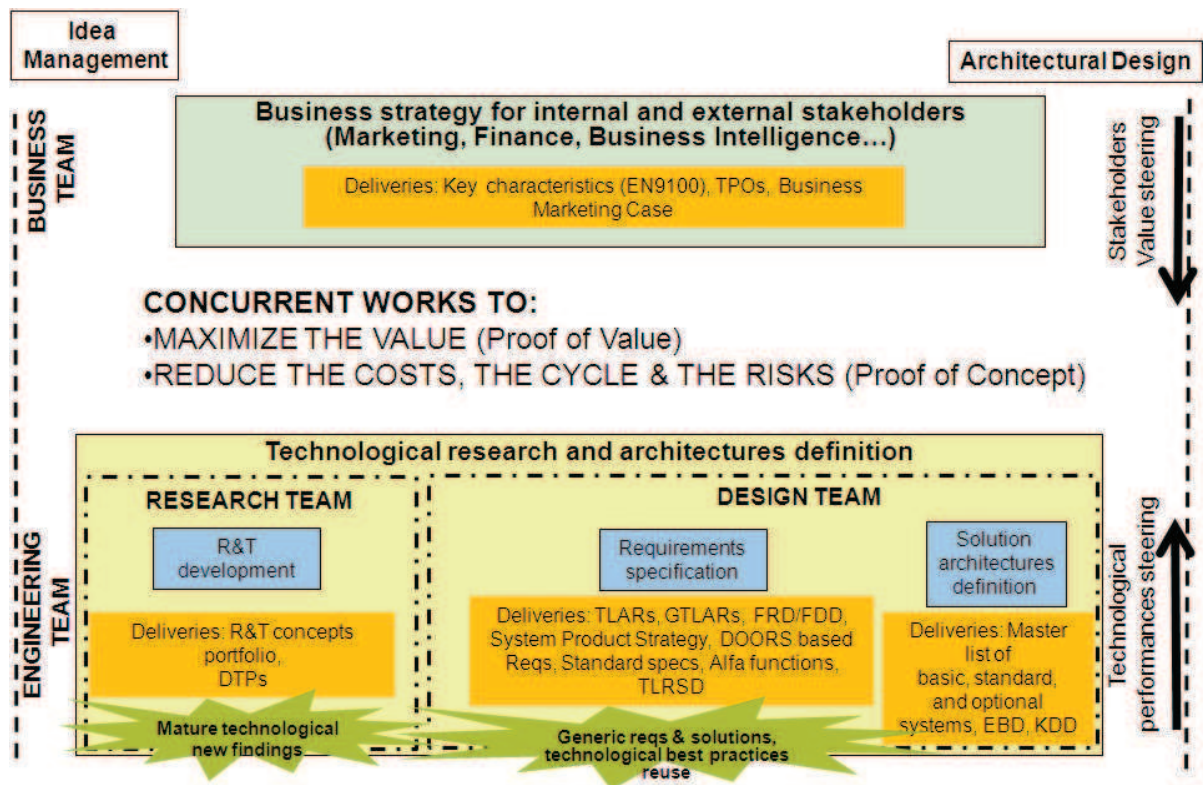 Idea
Management
Architectural Design
BUSINESS
TEAM
Business strategy for internal and external stakeholders
(Marketing, Finance, Business Intelligence…)
Deliveries: Key characteristics (EN9100), TPOs, Business
Marketing Case
Stakeholders
Value steering
CONCURRENT WORKS TO:
•MAXIMIZE THE VALUE (Proof of Value)
•REDUCE THE COSTS, THE CYCLE & THE RISKS (Proof of Concept)
ENGINEERING
TEAM
Technological research and architectures definition
RESEARCH TEAM
R&T
development
Deliveries: R&T concepts
portfolio,
DTPs
Mature technological
new findings
DESIGN TEAM
Requirements
specification
Deliveries: TLARs, GTLARs, FRD/FDD,
System Product Strategy, DOORS based
Reqs, Standard specs, Alfa functions,
TLRSD
Generic reqs & solutions,
technological best practices
reuse
Solution
architectures
definition
Deliveries: Master
list of
basic, standard,
and optional
systems, EBD, KDD
Technological
performances steering